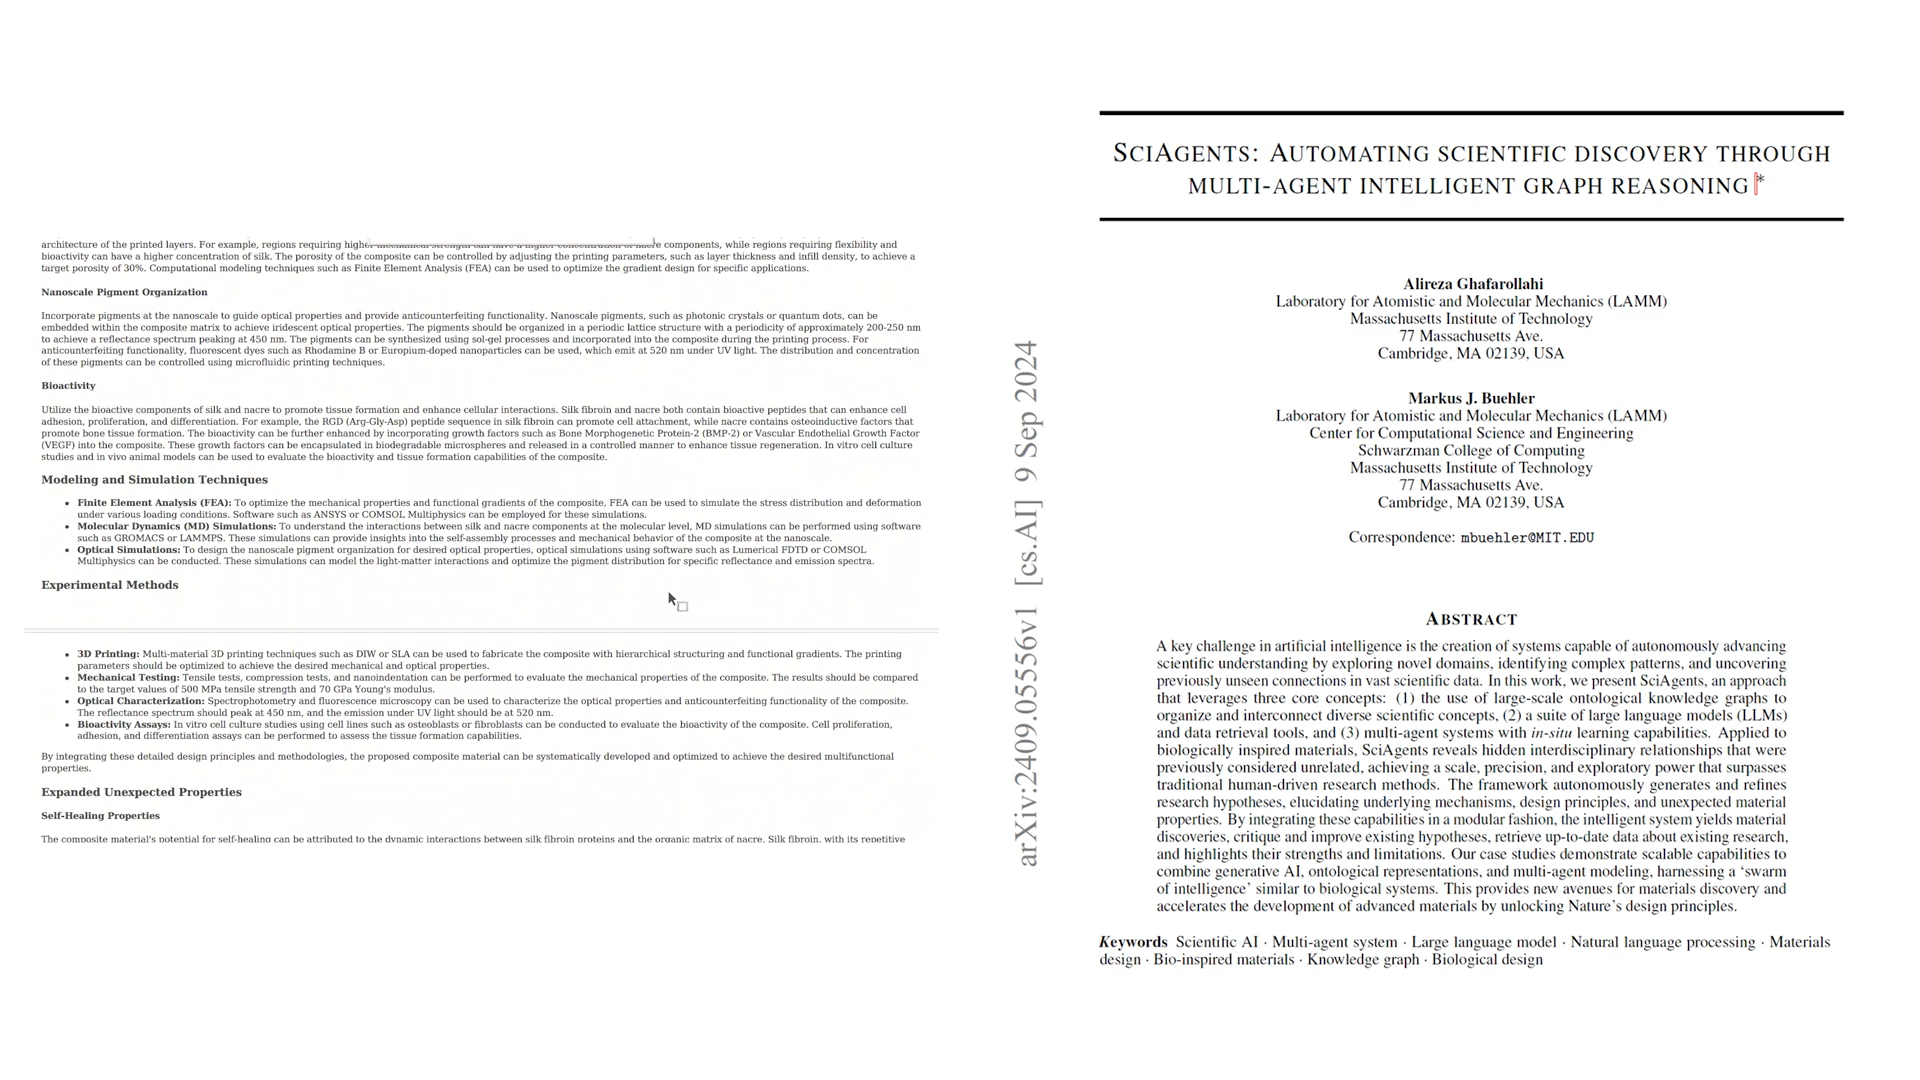 architecture of the printed layers. For example, regions requiring higher mechanical strength can have a higher concentration of nacre components, while regions requiring flexibility and
bioactivity can have a higher concentration of silk. The porosity of the composite can be controlled by adjusting the printing parameters, such as layer thickness and infill density, to achieve a
target porosity of 30%. Computational modeling techniques such as Finite Element Analysis (FEA) can be used to optimize the gradient design for specific applications.
Nanoscale Pigment Organization
Incorporate pigments at the nanoscale to guide optical properties and provide anticounterfeiting functionality. Nanoscale pigments, such as photonic crystals or quantum dots, can be
embedded within the composite matrix to achieve iridescent optical properties. The pigments should be organized in a periodic lattice structure with a periodicity of approximately 200-250 nm
to achieve a reflectance spectrum peaking at 450 nm. The pigments can be synthesized using sol-gel processes and incorporated into the composite during the printing process. For
anticounterfeiting functionality, fluorescent dyes such as Rhodamine B or Europium-doped nanoparticles can be used, which emit at 520 nm under UV light. The distribution and concentration
of these pigments can be controlled using microfluidic printing techniques.
Bioactivity
Utilize the bioactive components of silk and nacre to promote tissue formation and enhance cellular interactions. Silk fibroin and nacre both contain bioactive peptides that can enhance cell
adhesion, proliferation, and differentiation. For example, the RGD (Arg-Gly-Asp) peptide sequence in silk fibroin can promote cell attachment, while nacre contains osteoinductive factors that
promote bone tissue formation. The bioactivity can be further enhanced by incorporating growth factors such as Bone Morphogenetic Protein-2 (BMP-2) or Vascular Endothelial Growth Factor
(VEGF) into the composite. These growth factors can be encapsulated in biodegradable microspheres and released in a controlled manner to enhance tissue regeneration. In vitro cell culture
studies and in vivo animal models can be used to evaluate the bioactivity and tissue formation capabilities of the composite.
Modeling and Simulation Techniques
• Finite Element Analysis (FEA): To optimize the mechanical properties and functional gradients of the composite, FEA can be used to simulate the stress distribution and deformation
under various loading conditions. Software such as ANSYS or COMSOL Multiphysics can be employed for these simulations.
• Molecular Dynamics (MD) Simulations: To understand the interactions between silk and nacre components at the molecular level, MD simulations can be performed using software
such as GROMACS or LAMMPS. These simulations can provide insights into the self-assembly processes and mechanical behavior of the composite at the nanoscale.
• Optical Simulations: To design the nanoscale pigment organization for desired optical properties, optical simulations using software such as Lumerical FDTD or COMSOL
Multiphysics can be conducted. These simulations can model the light-matter interactions and optimize the pigment distribution for specific reflectance and emission spectra.
Experimental Methods
• 3D Printing: Multi-material 3D printing techniques such as DIW or SLA can be used to fabricate the composite with hierarchical structuring and functional gradients. The printing
parameters should be optimized to achieve the desired mechanical and optical properties.
• Mechanical Testing: Tensile tests, compression tests, and nanoindentation can be performed to evaluate the mechanical properties of the composite. The results should be compared
to the target values of 500 MPa tensile strength and 70 GPa Young's modulus.
• Optical Characterization: Spectrophotometry and fluorescence microscopy can be used to characterize the optical properties and anticounterfeiting functionality of the composite.
The reflectance spectrum should peak at 450 nm, and the emission under UV light should be at 520 nm.
• Bioactivity Assays: In vitro cell culture studies using cell lines such as osteoblasts or fibroblasts can be conducted to evaluate the bioactivity of the composite. Cell proliferation,
adhesion, and differentiation assays can be performed to assess the tissue formation capabilities.
By integrating these detailed design principles and methodologies, the proposed composite material can be systematically developed and optimized to achieve the desired multifunctional
properties.
Expanded Unexpected Properties
Self-Healing Properties
The composite material's potential for self-healing can be attributed to the dynamic interactions between silk fibroin proteins and the organic matrix of nacre. Silk fibroin, with its repetitive
arXiv:2409.05556v1 [cs.AI] 9 Sep 2024
SCIAGENTS: AUTOMATING SCIENTIFIC DISCOVERY THROUGH
MULTI-AGENT INTELLIGENT GRAPH REASONING*
Alireza Ghafarollahi
Laboratory for Atomistic and Molecular Mechanics (LAMM)
Massachusetts Institute of Technology
77 Massachusetts Ave.
Cambridge, MA 02139, USA
Markus J. Buehler
Laboratory for Atomistic and Molecular Mechanics (LAMM)
Center for Computational Science and Engineering
Schwarzman College of Computing
Massachusetts Institute of Technology
77 Massachusetts Ave.
Cambridge, MA 02139, USA
Correspondence: mbuehler@MIT.EDU
ABSTRACT
A key challenge in artificial intelligence is the creation of systems capable of autonomously advancing
scientific understanding by exploring novel domains, identifying complex patterns, and uncovering
previously unseen connections in vast scientific data. In this work, we present SciAgents, an approach
that leverages three core concepts: (1) the use of large-scale ontological knowledge graphs to
organize and interconnect diverse scientific concepts, (2) a suite of large language models (LLMs)
and data retrieval tools, and (3) multi-agent systems with in-situ learning capabilities. Applied to
biologically inspired materials, SciAgents reveals hidden interdisciplinary relationships that were
previously considered unrelated, achieving a scale, precision, and exploratory power that surpasses
traditional human-driven research methods. The framework autonomously generates and refines
research hypotheses, elucidating underlying mechanisms, design principles, and unexpected material
properties. By integrating these capabilities in a modular fashion, the intelligent system yields material
discoveries, critique and improve existing hypotheses, retrieve up-to-date data about existing research,
and highlights their strengths and limitations. Our case studies demonstrate scalable capabilities to
combine generative AI, ontological representations, and multi-agent modeling, harnessing a ‘swarm
of intelligence’ similar to biological systems. This provides new avenues for materials discovery and
accelerates the development of advanced materials by unlocking Nature’s design principles.
Keywords Scientific AI · Multi-agent system · Large language model · Natural language processing · Materials
design · Bio-inspired materials · Knowledge graph · Biological design